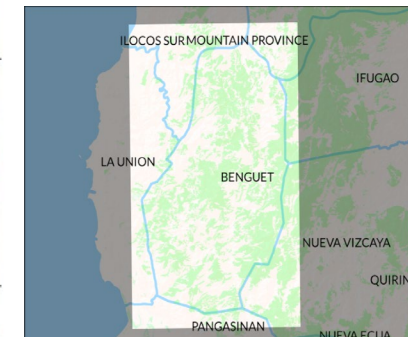 ILOCOS SUR MOUNTAIN PROVINCE
IFUGAO
LA UNION
BENGUET
NUEVA VIZCAYA
QUIRIN
PANGASINAN
NUEVA ECIJA